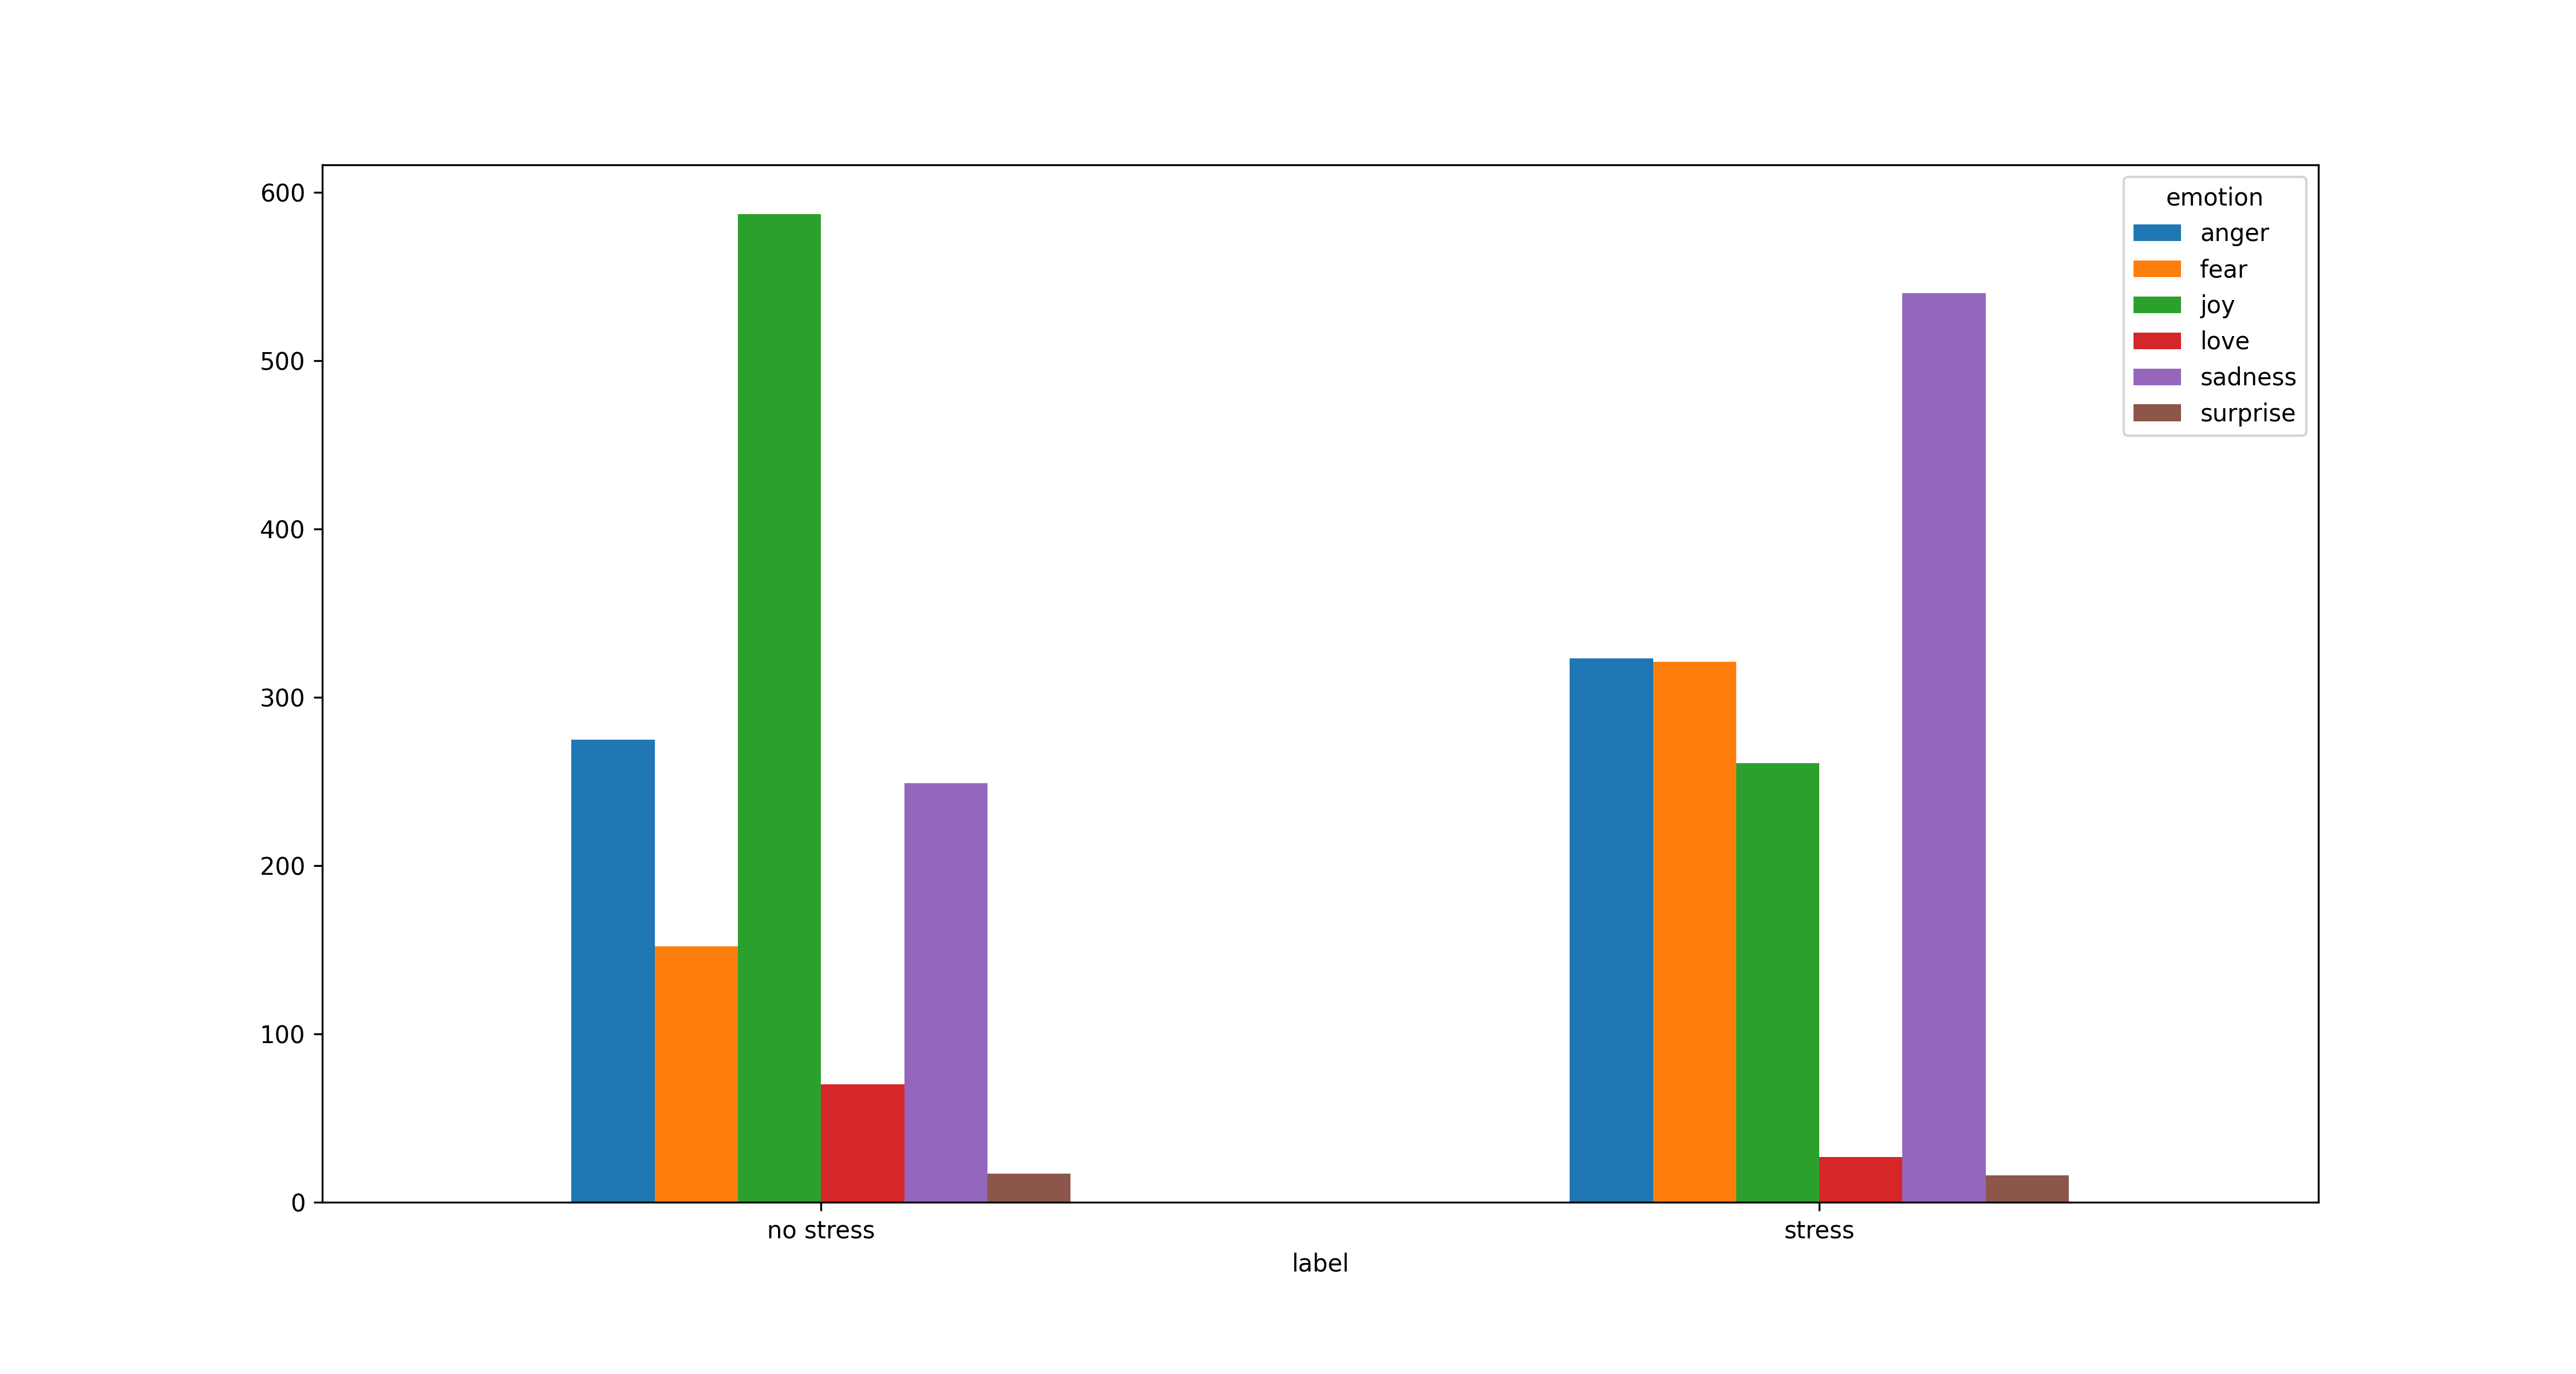 600
500
400
300
200
100
0
emotion
anger
fear
joy
love
sadness
surprise
no stress
stress
label